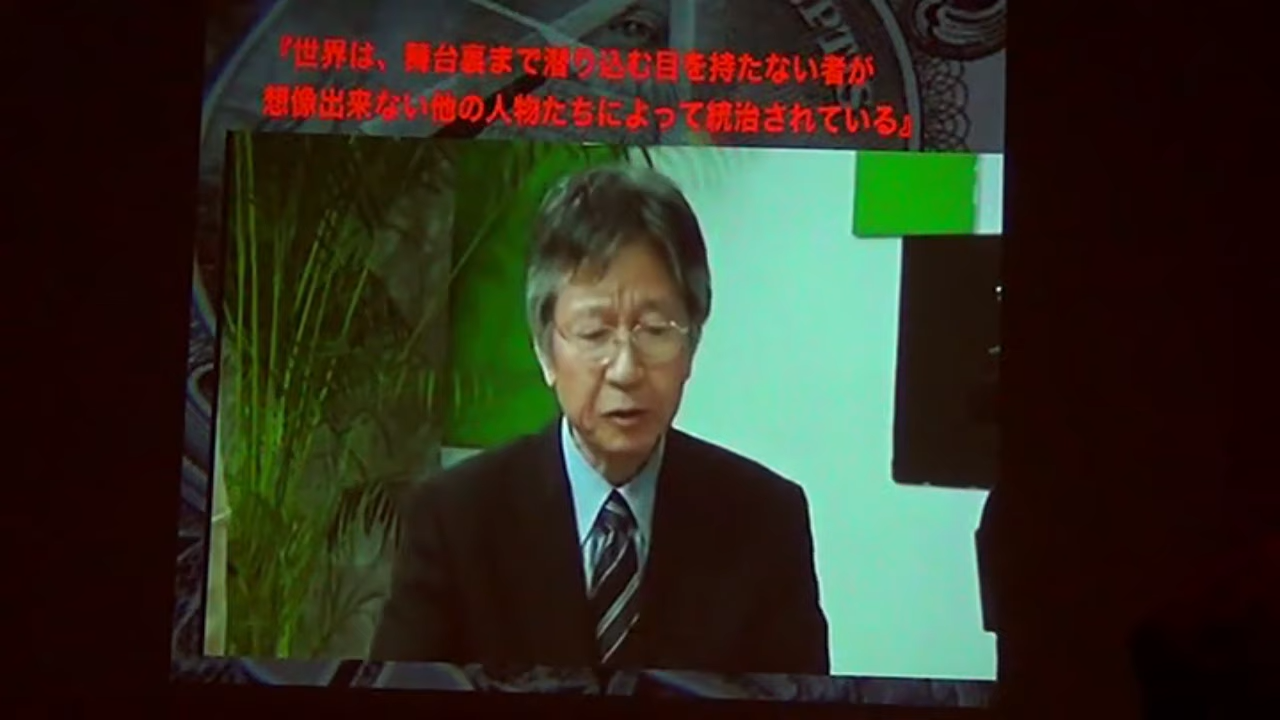 『世界は、舞台裏まで潜り込む目を持たない者が
想像出来ない他の人物たちによって統治されている』